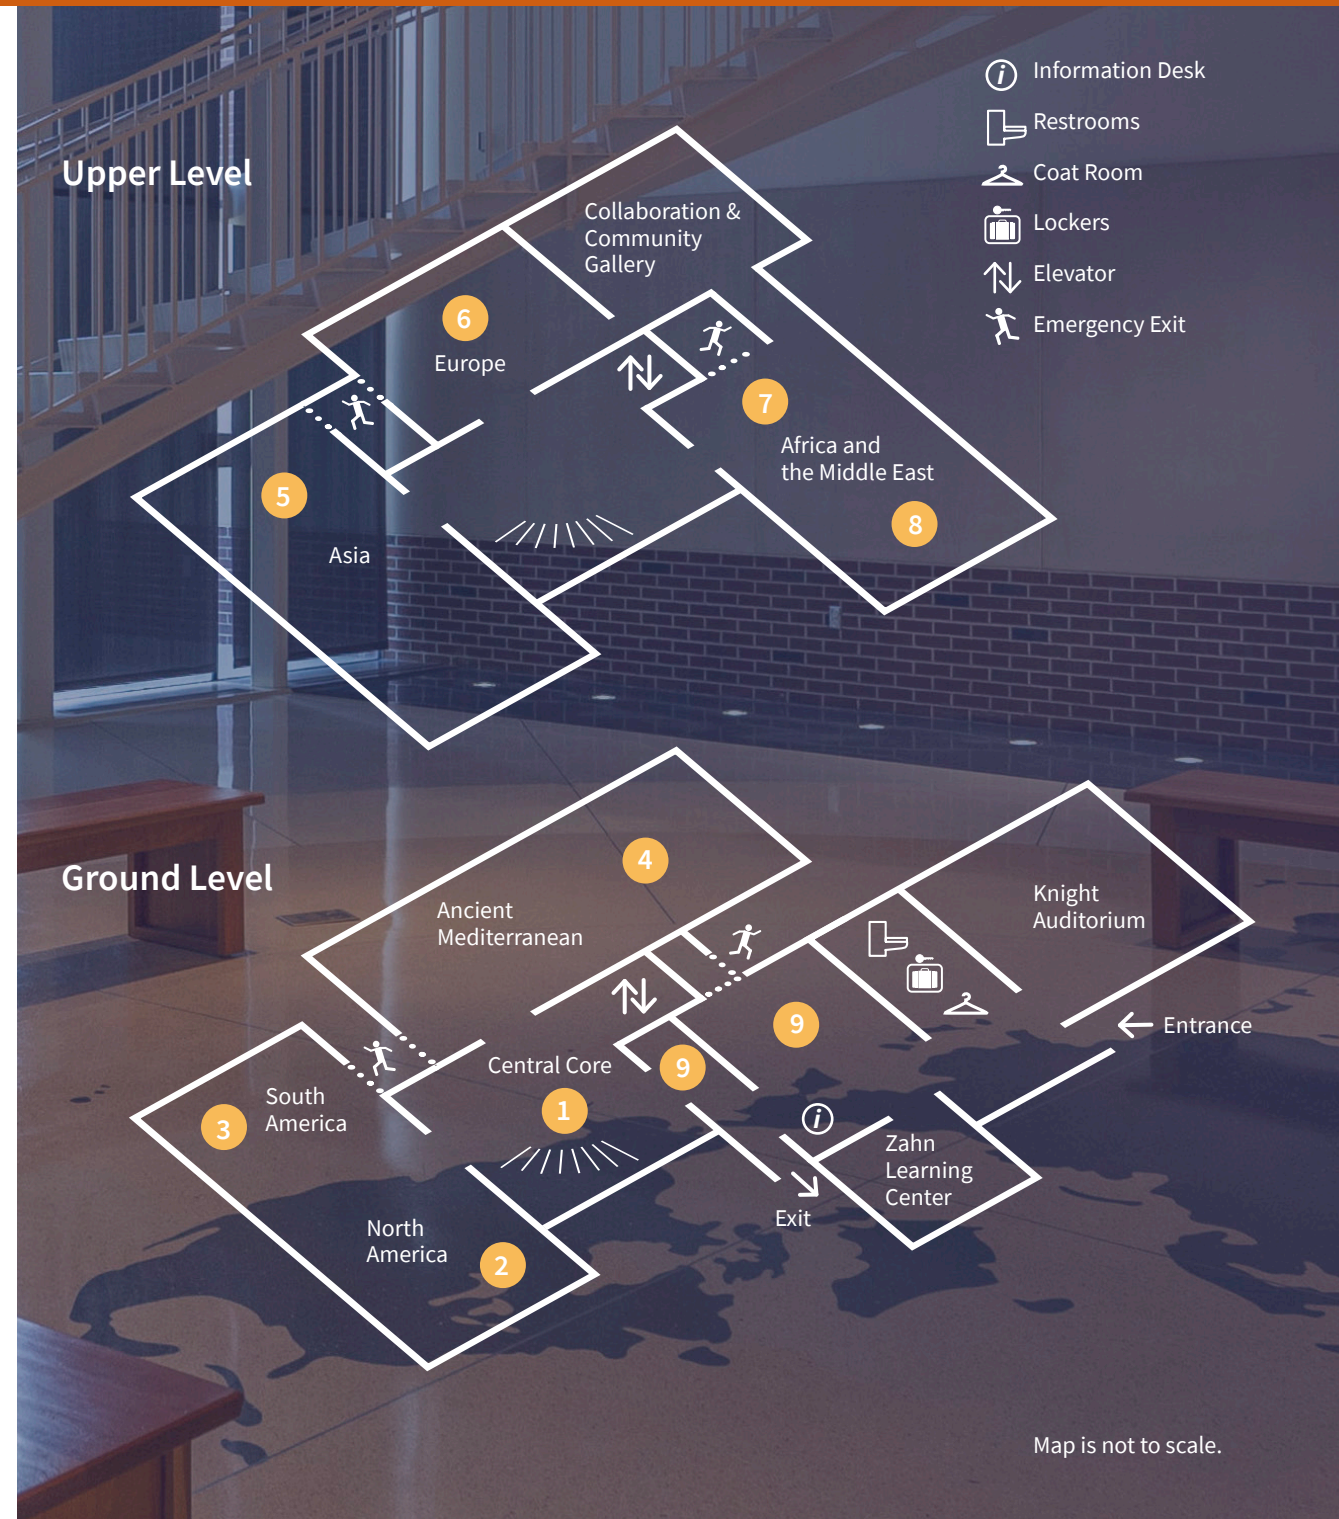 Information Desk
Restrooms
Coat Room
Lockers
Elevator
Emergency Exit
Upper Level
Collaboration &
Community
Gallery
6
Europe
7
Africa and
the Middle East
5
8
Asia
Ground Level
4
Ancient
Mediterranean
Knight
Auditorium
9
Entrance
Central Core
9
South
America
3
1
i
Zahn
Learning
Center
Exit
North
America
2
Map is not to scale.